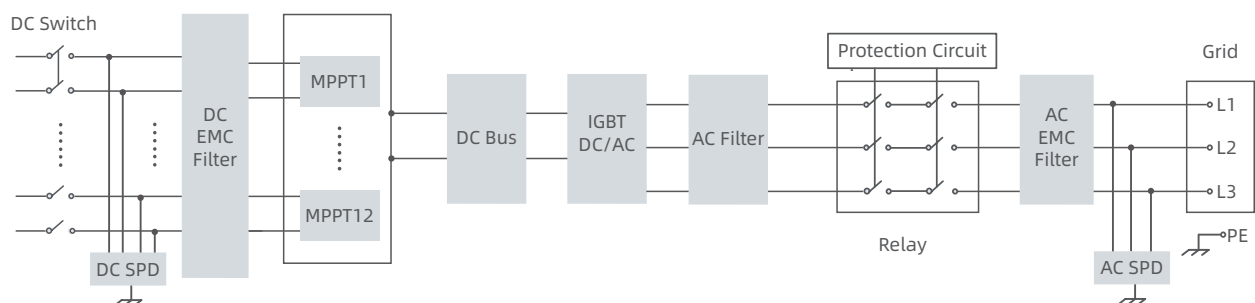 DC Switch
DC SPD
DC
EMC
Filter
MPPT1
MPPT12
DC Bus
IGBT
DC/AC
AC Filter
Protection Circuit
Relay
AC
EMC
Filter
Grid
L1
L2
L3
PE
AC SPD